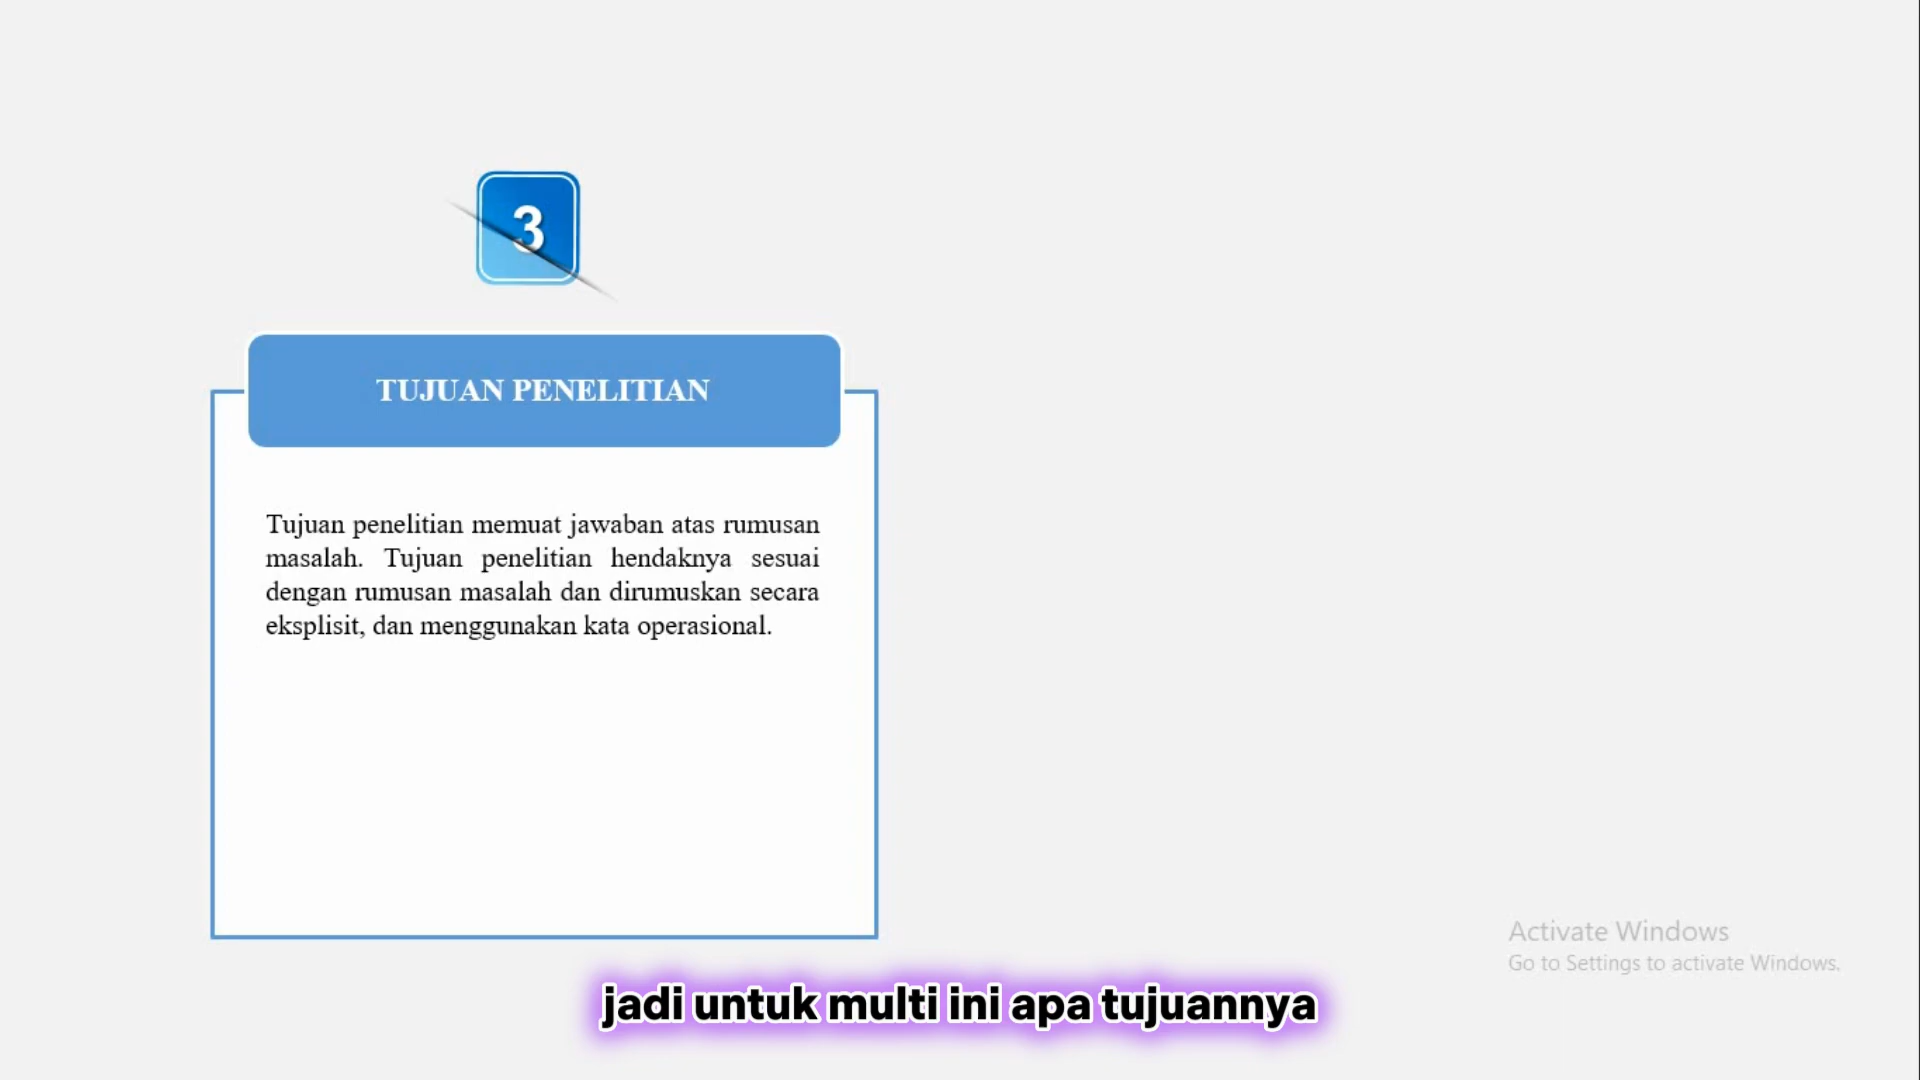 3
TUJUAN PENELITIAN
Tujuan penelitian memuat jawaban atas rumusan
masalah. Tujuan penelitian hendaknya sesuai
dengan rumusan masalah dan dirumuskan secara
eksplisit, dan menggunakan kata operasional.
Activate Windows
Go to Settings to activate Windows.
jadi untuk multi ini apa tujuannya